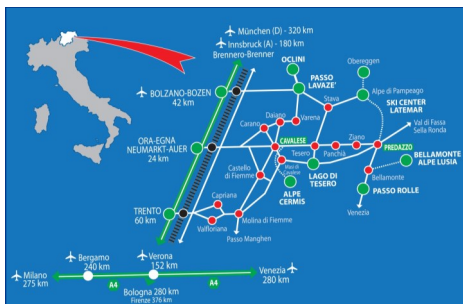 München (D) - 320 km
Innsbruck (A) - 180 km
Brennero-Brenner
OCLINI
Obereggen
PASSO
LAVAZE'
Alpe di Pampeago
BOLZANO-BOZEN
42 km
SKI CENTER
LATEMAR
Stava
Daiano
Varena
Carano
Val di Fassa
Sella Ronda
ORA-EGNA
NEUMARKT-AUER
24 km
CAVALESE
Ziano
Tesero
Panchià
PREDAZZO
Masi di
Cavalese
Castello
di Fiemme
LAGO DI
TESERO
BELLAMONTE
ALPE LUSIA
Bellamonte
ALPE
CERMIS
PASSO ROLLE
Capriana
TRENTO
60 km
Valfloriana
Molina di Fiemme
Venezia
Passo Manghen
Bergamo
240 km
Verona
152 km
Milano
275 km
Venezia
280 km
A4
A4
Bologna 280 km
Firenze 376 km